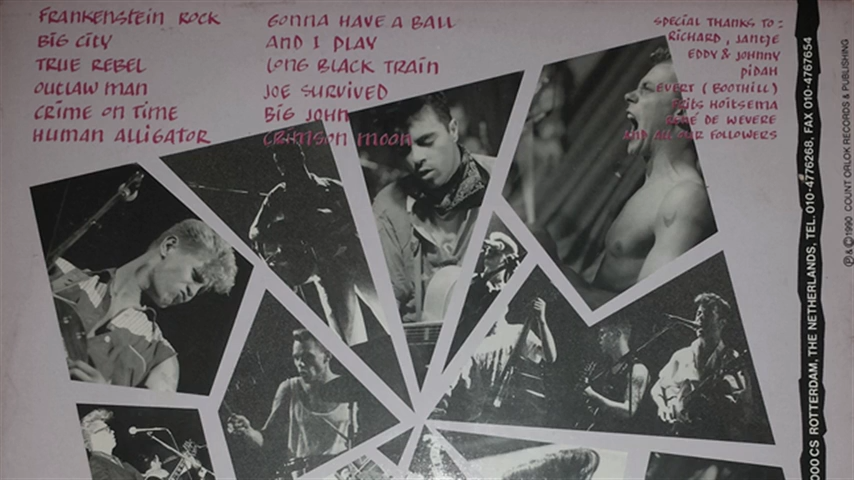 FRANKENSTEIN ROCK
BIG CITY
TRUE REBEL
OUTLAW MAN
CRIME ON TIME
HUMAN ALLIGATOR
GONNA HAVE A BALL
AND I PLAY
LONG BLACK TRAIN
JOE SURVIVED
BIG JOHN
CRIMSON MOON
SPECIAL THANKS TO :
RICHARD , JANTJE
EDDY & JOHNNY
PIDAH
EVERT ( BOOTHILL )
FRITS HOITSEMA
RENÉ DE WEVERE
AND ALL OUR FOLLOWERS
000 CS ROTTERDAM, THE NETHERLANDS, TEL. 010-4776268, FAX 010-4767654
℗ & © 1990 COUNT ORLOK RECORDS & PUBLISHING